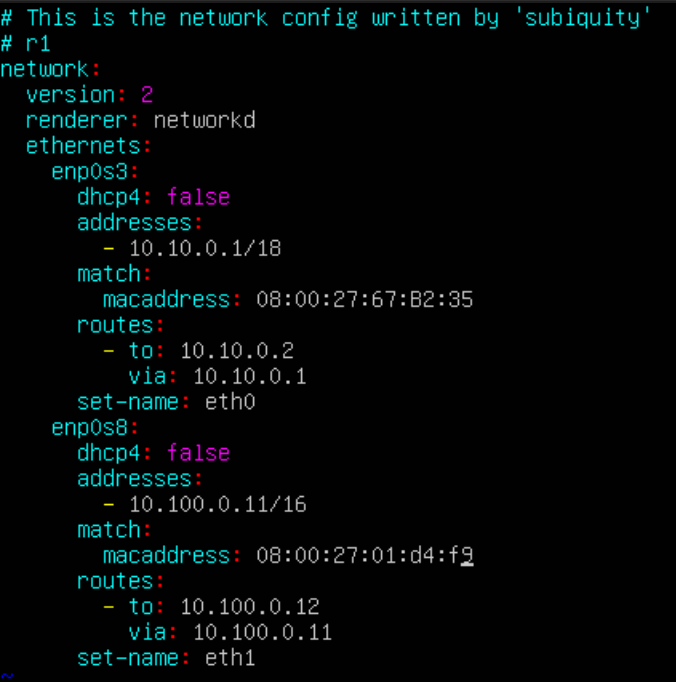 # This is the network config written by 'subiquity'
# r1
network:
  version: 2
  renderer: networkd
  ethernets:
    enp0s3:
      dhcp4: false
      addresses:
        - 10.10.0.1/18
      match:
        macaddress: 08:00:27:67:B2:35
      routes:
        - to: 10.10.0.2
          via: 10.10.0.1
      set-name: eth0
    enp0s8:
      dhcp4: false
      addresses:
        - 10.100.0.11/16
      match:
        macaddress: 08:00:27:01:d4:f9
      routes:
        - to: 10.100.0.12
          via: 10.100.0.11
      set-name: eth1
~